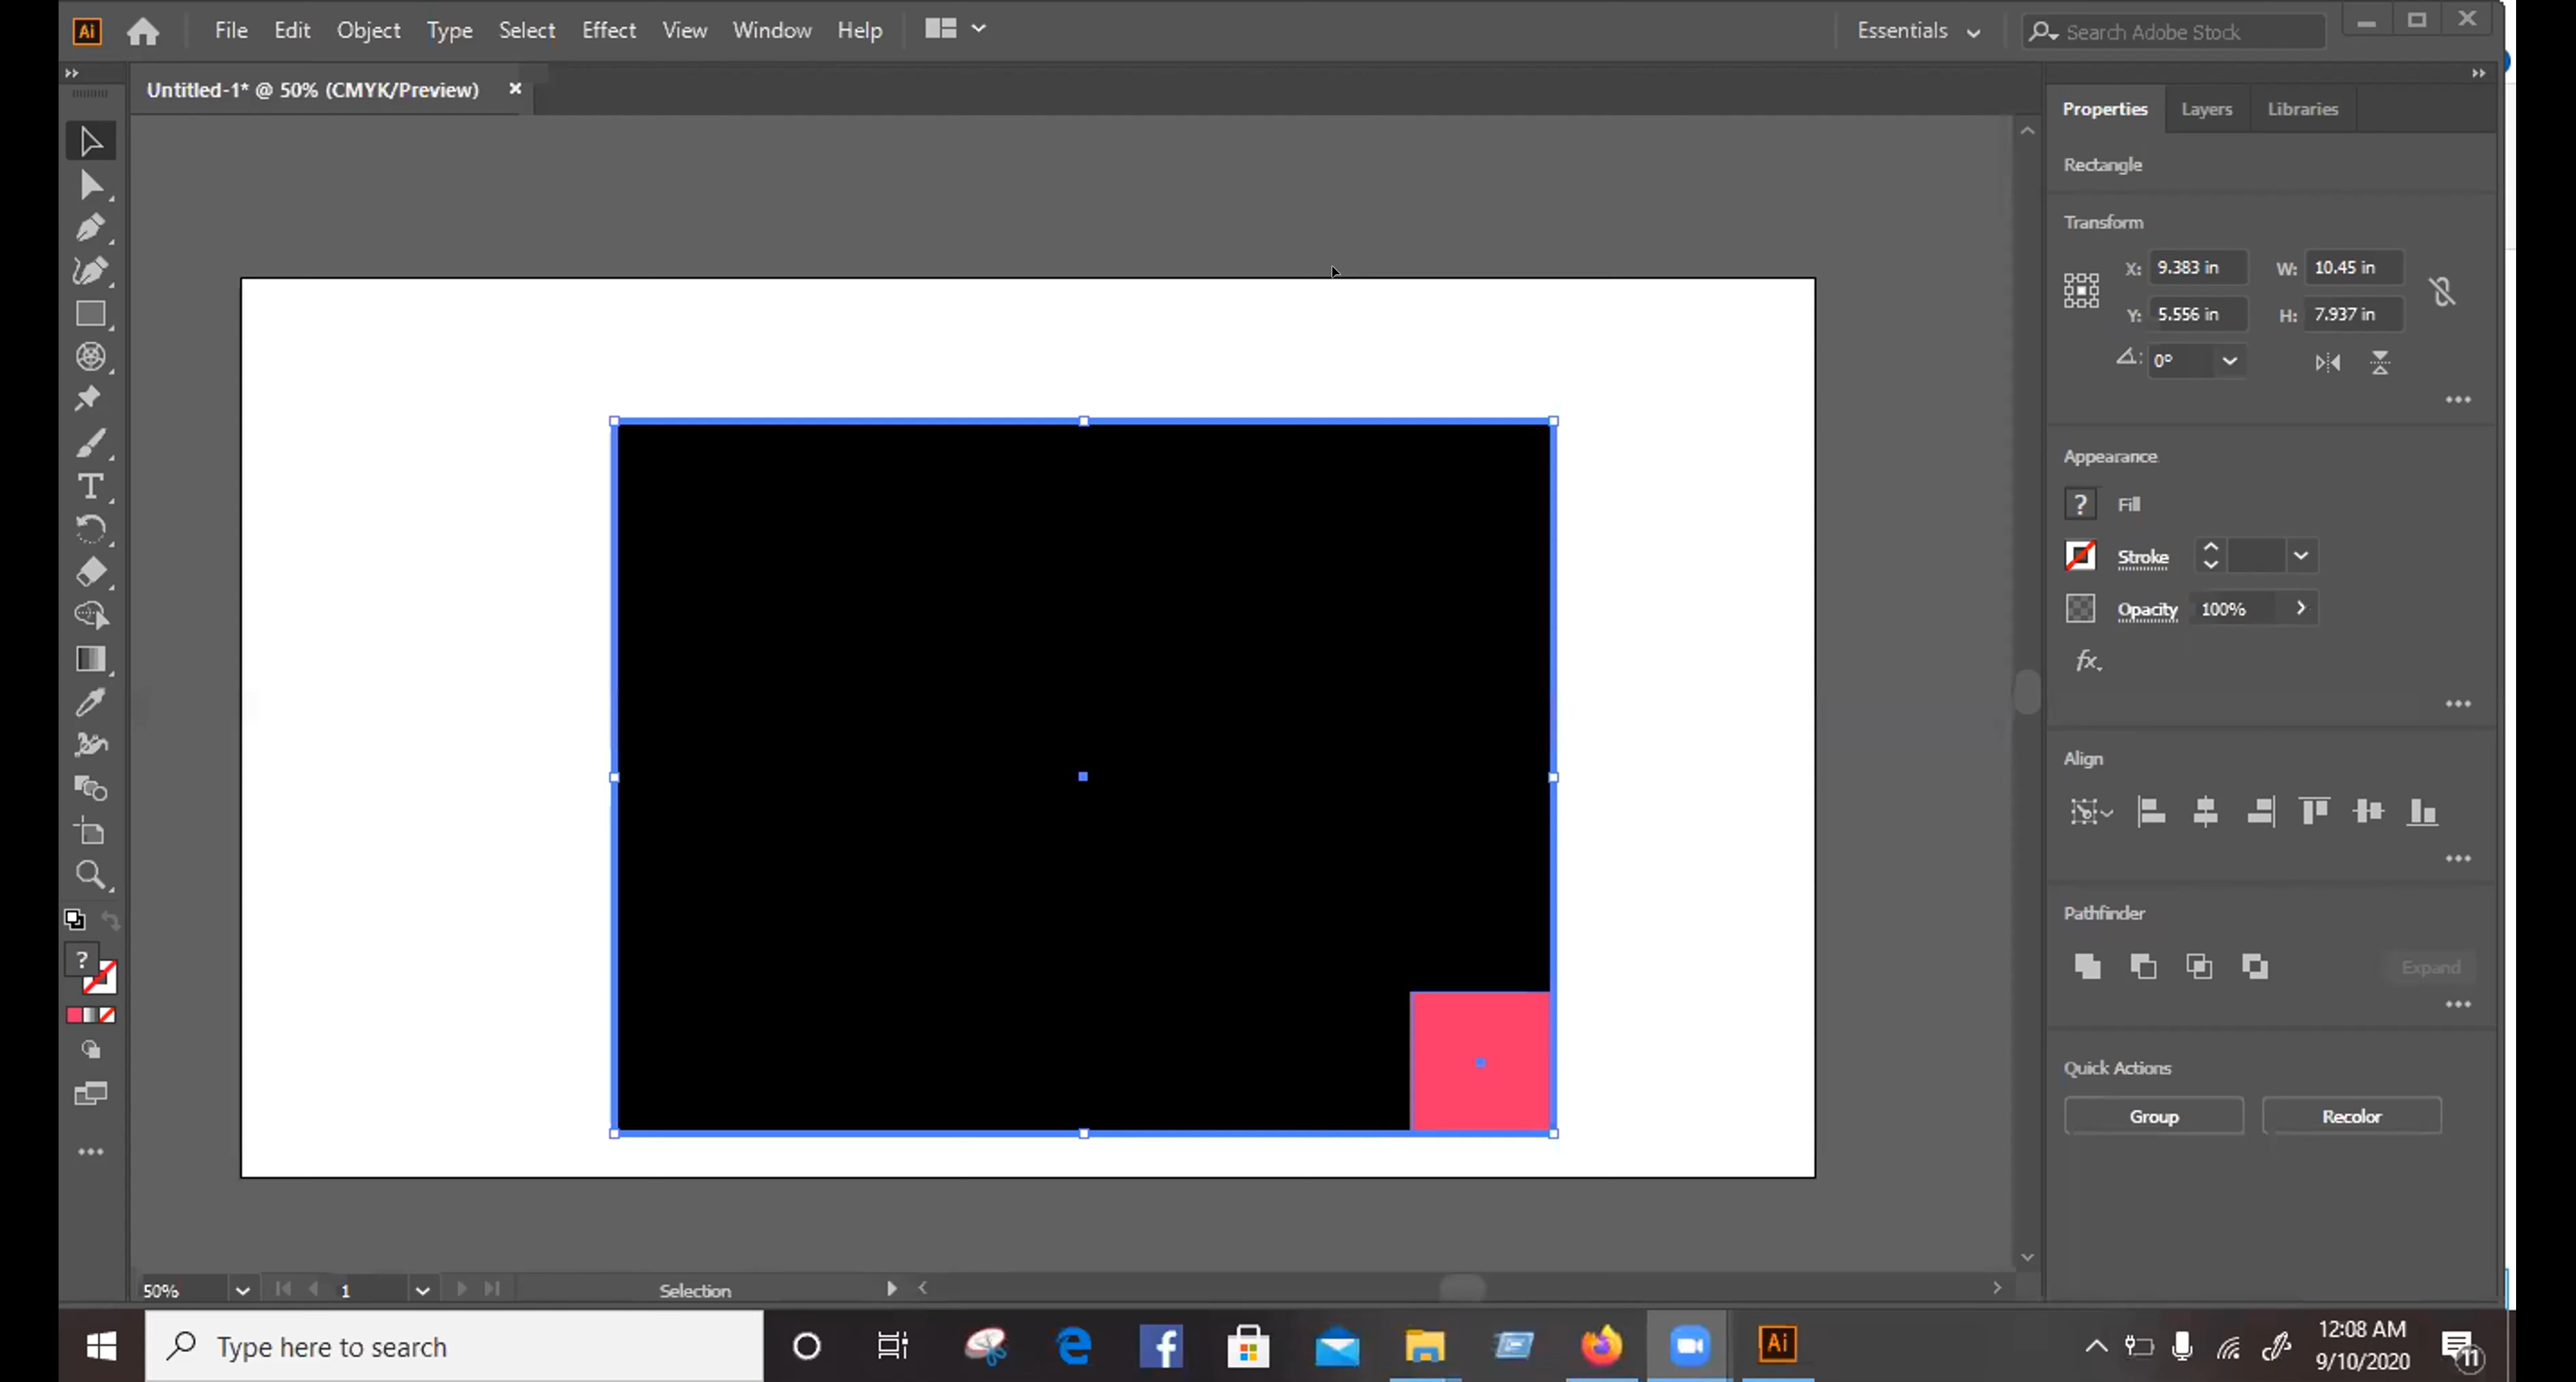 Ai File Edit Object Type Select Effect View Window Help Essentials Search Adobe Stock
Untitled-1* @ 50% (CMYK/Preview)
Properties Layers Libraries
Rectangle
Transform
X: 9.383 in W: 10.45 in
Y: 5.556 in H: 7.937 in
0°
Appearance
? Fill
Stroke
Opacity 100%
fx
Align
Pathfinder
Expand
Quick Actions
Group Recolor
?
50% 1 Selection
Type here to search
Ai
12:08 AM
9/10/2020
11